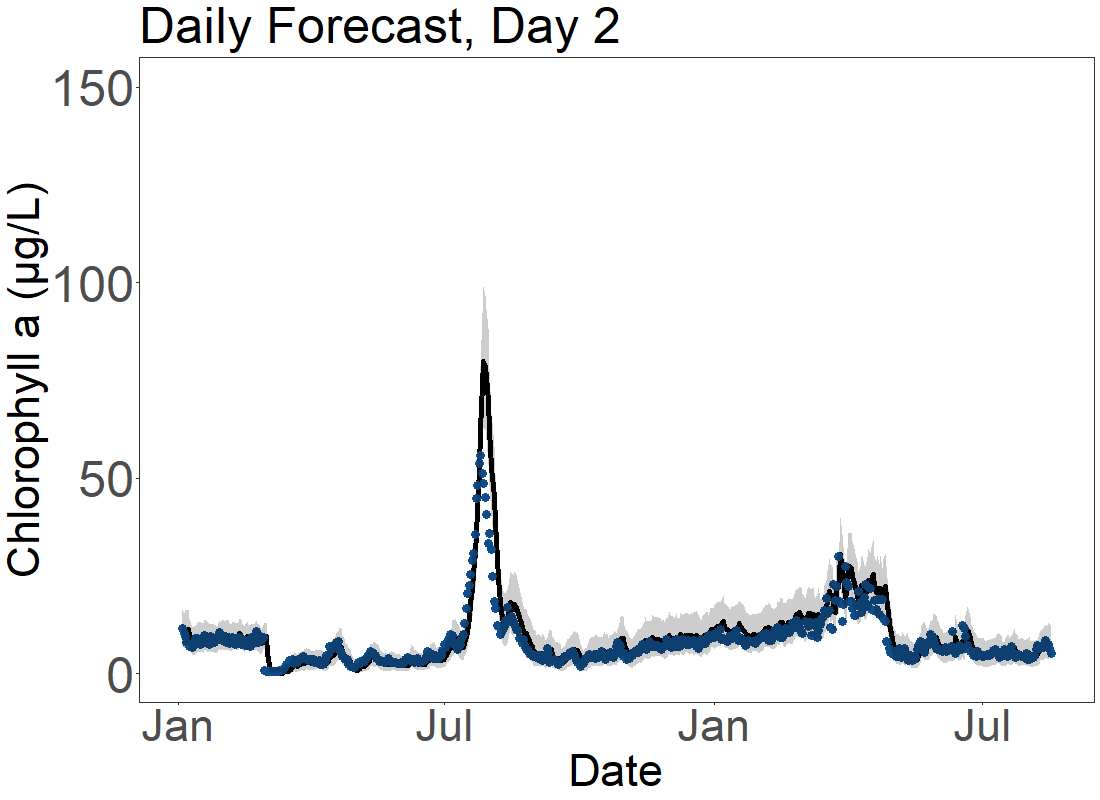 Daily Forecast, Day 2
Chlorophyll a (µg/L)
150
100
50
0
Jan
Jul
Jan
Jul
Date